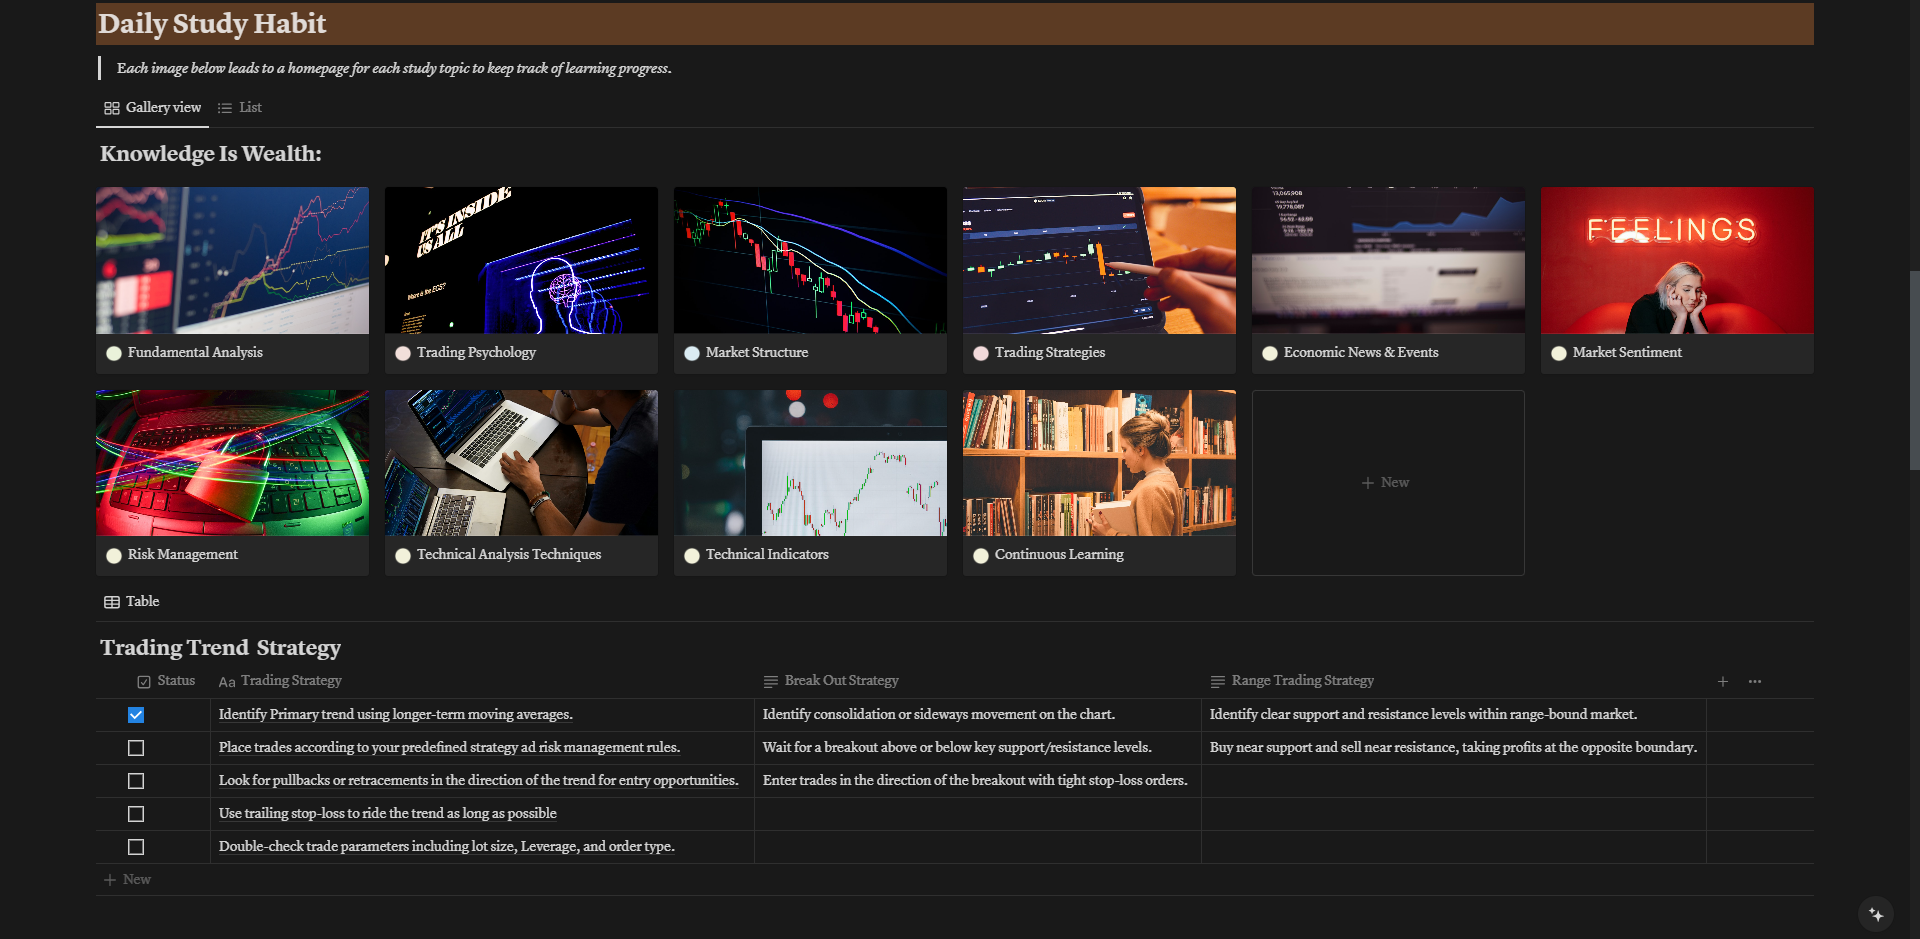 Daily Study Habit
Each image below leads to a homepage for each study topic to keep track of learning progress.
Gallery view
List
Knowledge Is Wealth:
IT'S INSIDE
IS ALL
FEELINGS
Fundamental Analysis
Trading Psychology
Market Structure
Trading Strategies
Economic News & Events
Market Sentiment
Risk Management
Technical Analysis Techniques
Technical Indicators
Continuous Learning
+ New
Table
Trading Trend Strategy
Status
Aa Trading Strategy
Break Out Strategy
Range Trading Strategy
Identify Primary trend using longer-term moving averages.
Identify consolidation or sideways movement on the chart.
Identify clear support and resistance levels within range-bound market.
Place trades according to your predefined strategy ad risk management rules.
Wait for a breakout above or below key support/resistance levels.
Buy near support and sell near resistance, taking profits at the opposite boundary.
Look for pullbacks or retracements in the direction of the trend for entry opportunities.
Enter trades in the direction of the breakout with tight stop-loss orders.
Use trailing stop-loss to ride the trend as long as possible
Double-check trade parameters including lot size, Leverage, and order type.
+ New